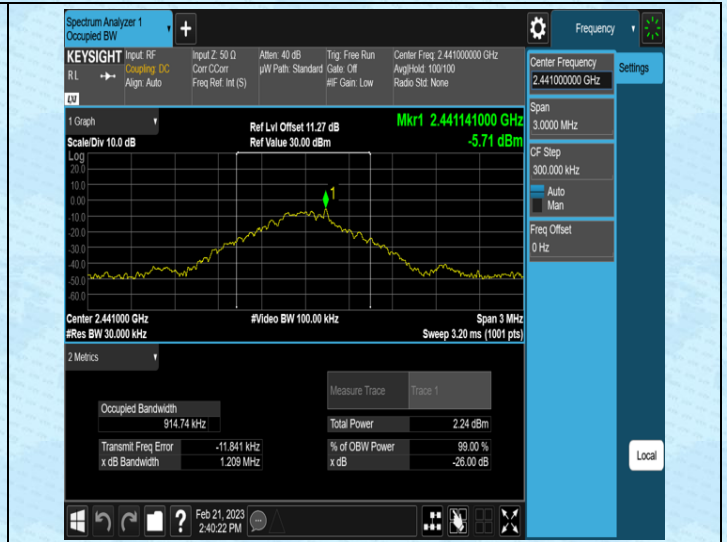 Spectrum Analyzer 1
Occupied BW
+
Frequency
KEYSIGHT
RL
Input: RF
Coupling: DC
Align: Auto
Input Z: 50 Ω
Corr CCorr
Freq Ref: Int (S)
Atten: 40 dB
µW Path: Standard
Trig: Free Run
Gate: Off
#IF Gain: Low
Center Freq: 2.441000000 GHz
Avg|Hold: 100/100
Radio Std: None
1 Graph
Scale/Div 10.0 dB
Ref Lvl Offset 11.27 dB
Ref Value 30.00 dBm
Mkr1 2.441141000 GHz
-5.71 dBm
Log
20.0
10.0
0.00
-10.0
-20.0
-30.0
-40.0
-50.0
-60.0
1
Center 2.441000 GHz
#Res BW 30.000 kHz
#Video BW 100.00 kHz
Span 3 MHz
Sweep 3.20 ms (1001 pts)
2 Metrics
Measure Trace
Trace 1
Occupied Bandwidth
914.74 kHz
Total Power
2.24 dBm
Transmit Freq Error
-11.841 kHz
% of OBW Power
99.00 %
x dB Bandwidth
1.209 MHz
x dB
-26.00 dB
Center Frequency
2.441000000 GHz
Settings
Span
3.0000 MHz
CF Step
300.000 kHz
Auto
Man
Freq Offset
0 Hz
Local
?
Feb 21, 2023
2:40:22 PM